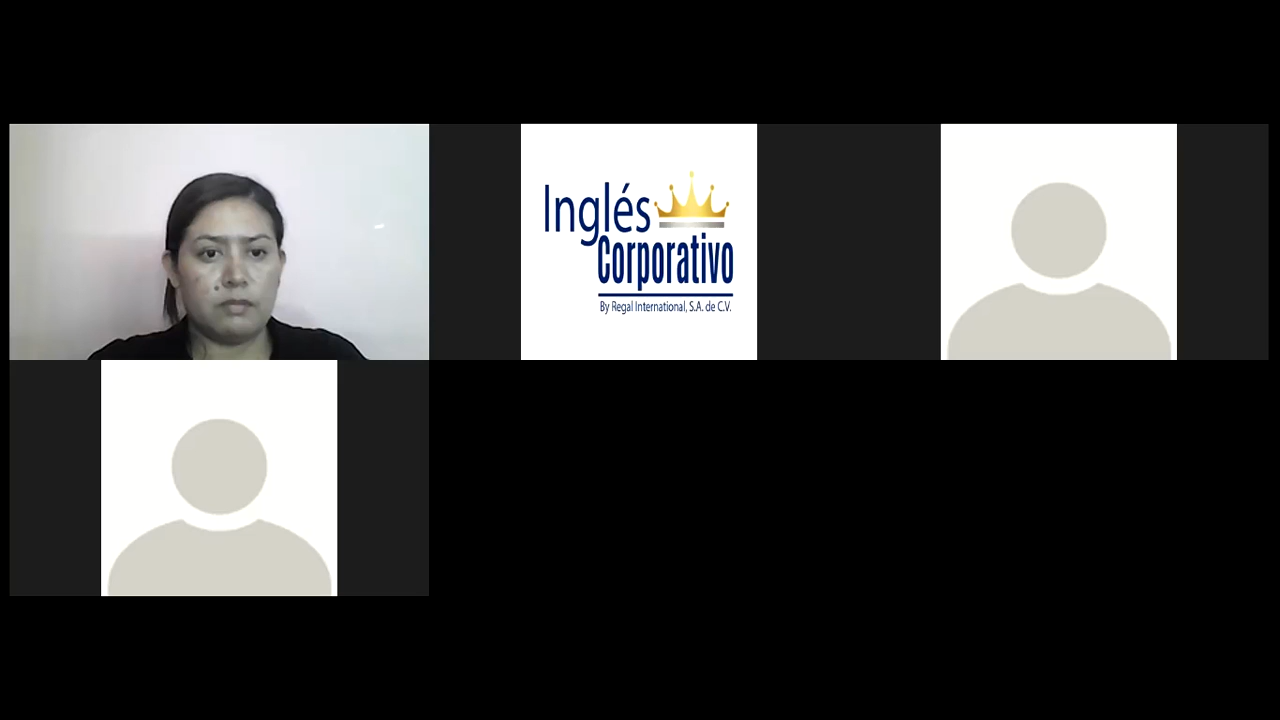 Inglés
Corporativo
By Regal International, S.A. de C.V.